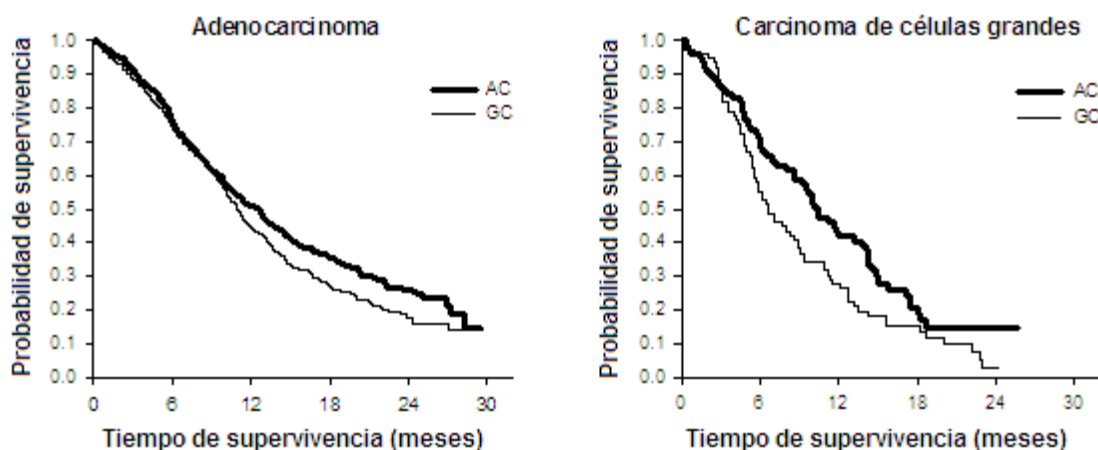 Adenocarcinoma
Probabilidad de supervivencia
1.0
0.9
0.8
0.7
0.6
0.5
0.4
0.3
0.2
0.1
0.0
AC
GC
0 6 12 18 24 30
Tiempo de supervivencia (meses)
Carcinoma de células grandes
Probabilidad de supervivencia
1.0
0.9
0.8
0.7
0.6
0.5
0.4
0.3
0.2
0.1
0.0
AC
GC
0 6 12 18 24 30
Tiempo de supervivencia (meses)